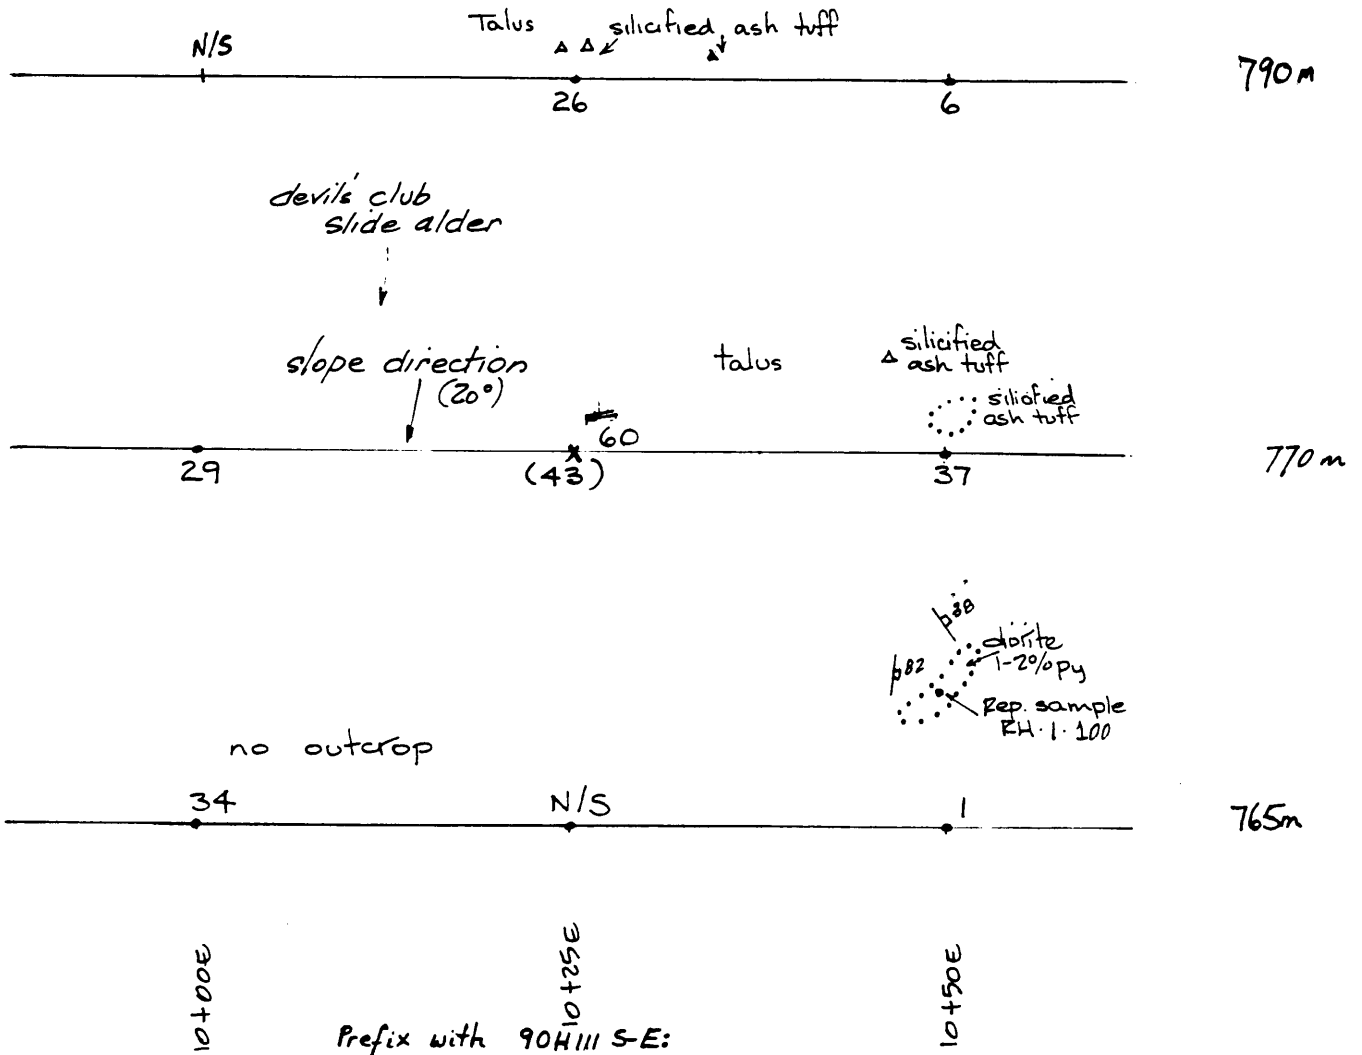 Talus
silicified ash tuff
N/S
790m
26
6
devils' club
slide alder
slope direction
(20°)
talus
silicified
ash tuff
silicified
ash tuff
60
29
(43)
37
770m
38
diorite
1-2% py
82
Rep. sample
RH·1·100
no outcrop
34
N/S
1
765m
10+00E
10+25E
10+50E
Prefix with 90H111 S-E: